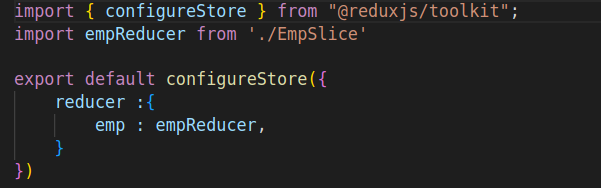 import { configureStore } from "@reduxjs/toolkit";
import empReducer from './EmpSlice'
export default configureStore({
reducer :{
emp : empReducer,
}
})